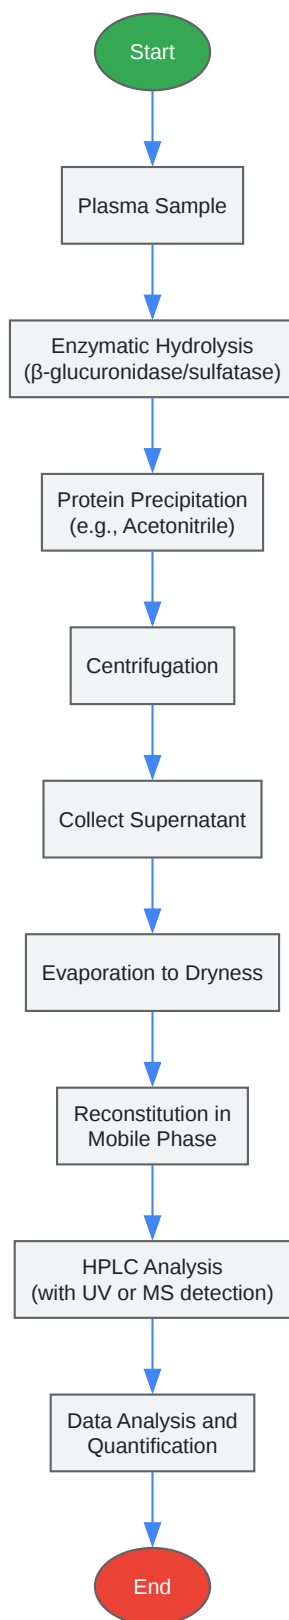 Start
Plasma Sample
Enzymatic Hydrolysis
(β-glucuronidase/sulfatase)
Protein Precipitation
(e.g., Acetonitrile)
Centrifugation
Collect Supernatant
Evaporation to Dryness
Reconstitution in
Mobile Phase
HPLC Analysis
(with UV or MS detection)
Data Analysis and
Quantification
End